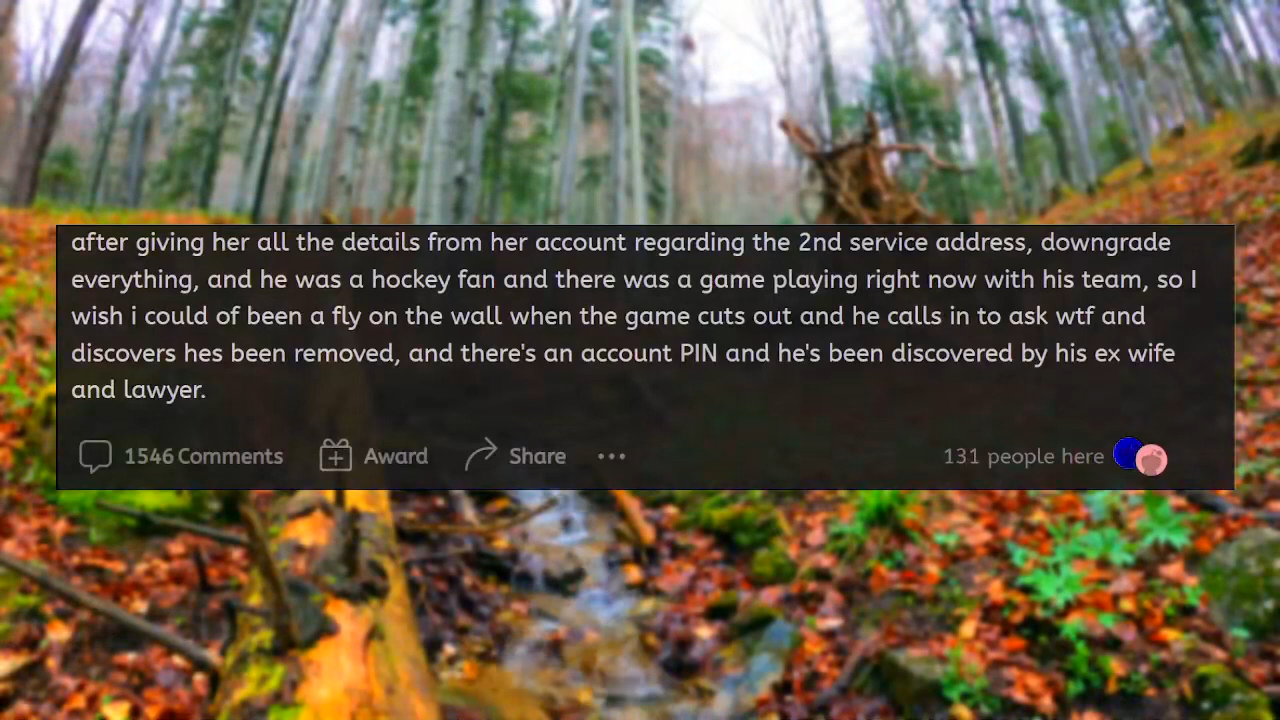 after giving her all the details from her account regarding the 2nd service address, downgrade
everything, and he was a hockey fan and there was a game playing right now with his team, so I
wish i could of been a fly on the wall when the game cuts out and he calls in to ask wtf and
discovers hes been removed, and there's an account PIN and he's been discovered by his ex wife
and lawyer.
1546 Comments Award Share ... 131 people here